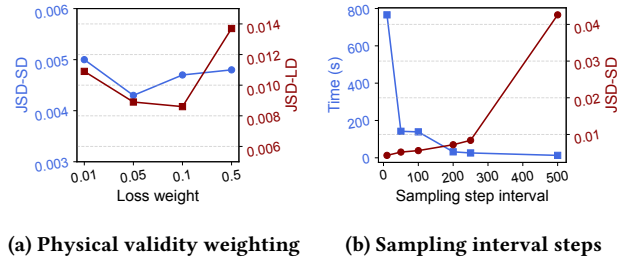 0.006
0.005
0.004
0.003
JSD-SD
0.014
0.012
0.010
0.008
0.006
JSD-LD
0.01 0.05 0.1 0.5
Loss weight
800
600
400
200
0
Time (s)
0.04
0.03
0.01
JSD-SD
0 100 200 300 400 500
Sampling step interval
(a) Physical validity weighting
(b) Sampling interval steps